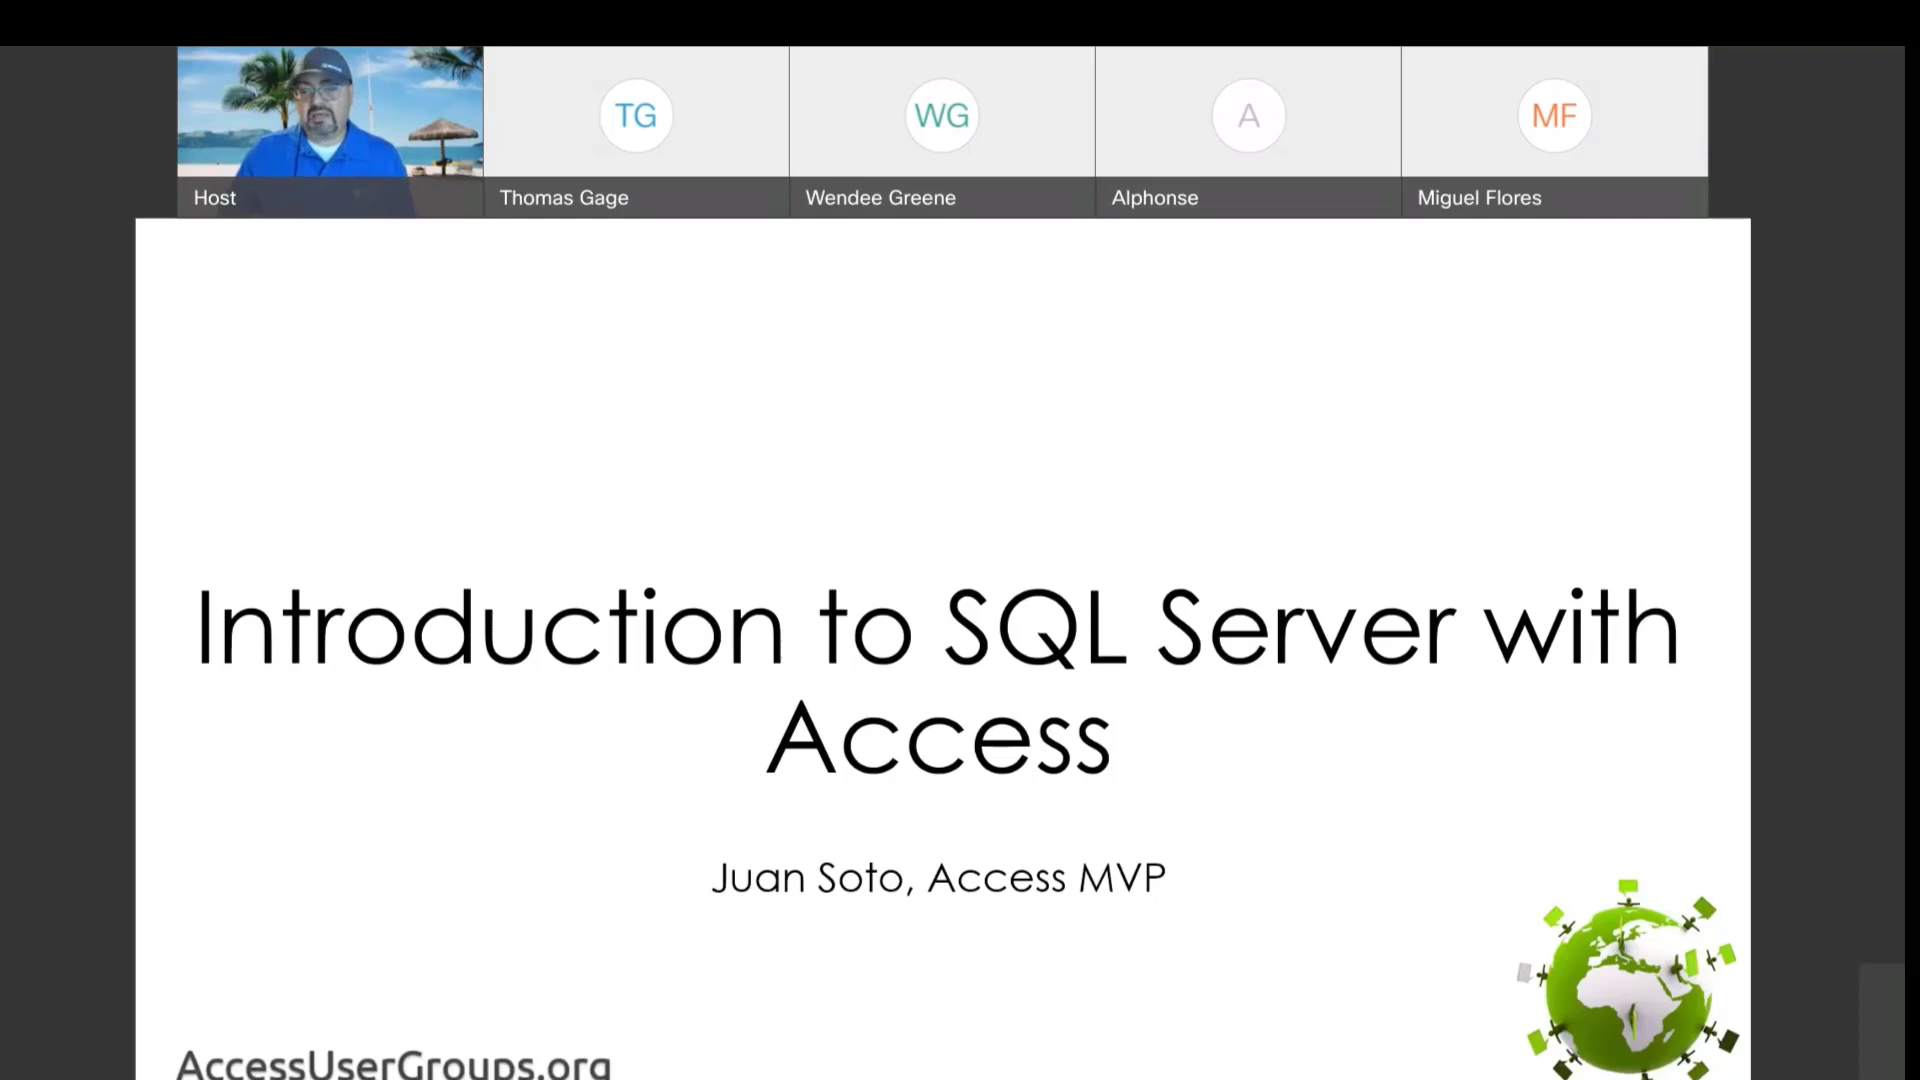 TG
WG
A
MF
Host
Thomas Gage
Wendee Greene
Alphonse
Miguel Flores
Introduction to SQL Server with
Access
Juan Soto, Access MVP
AccessUserGroups.org